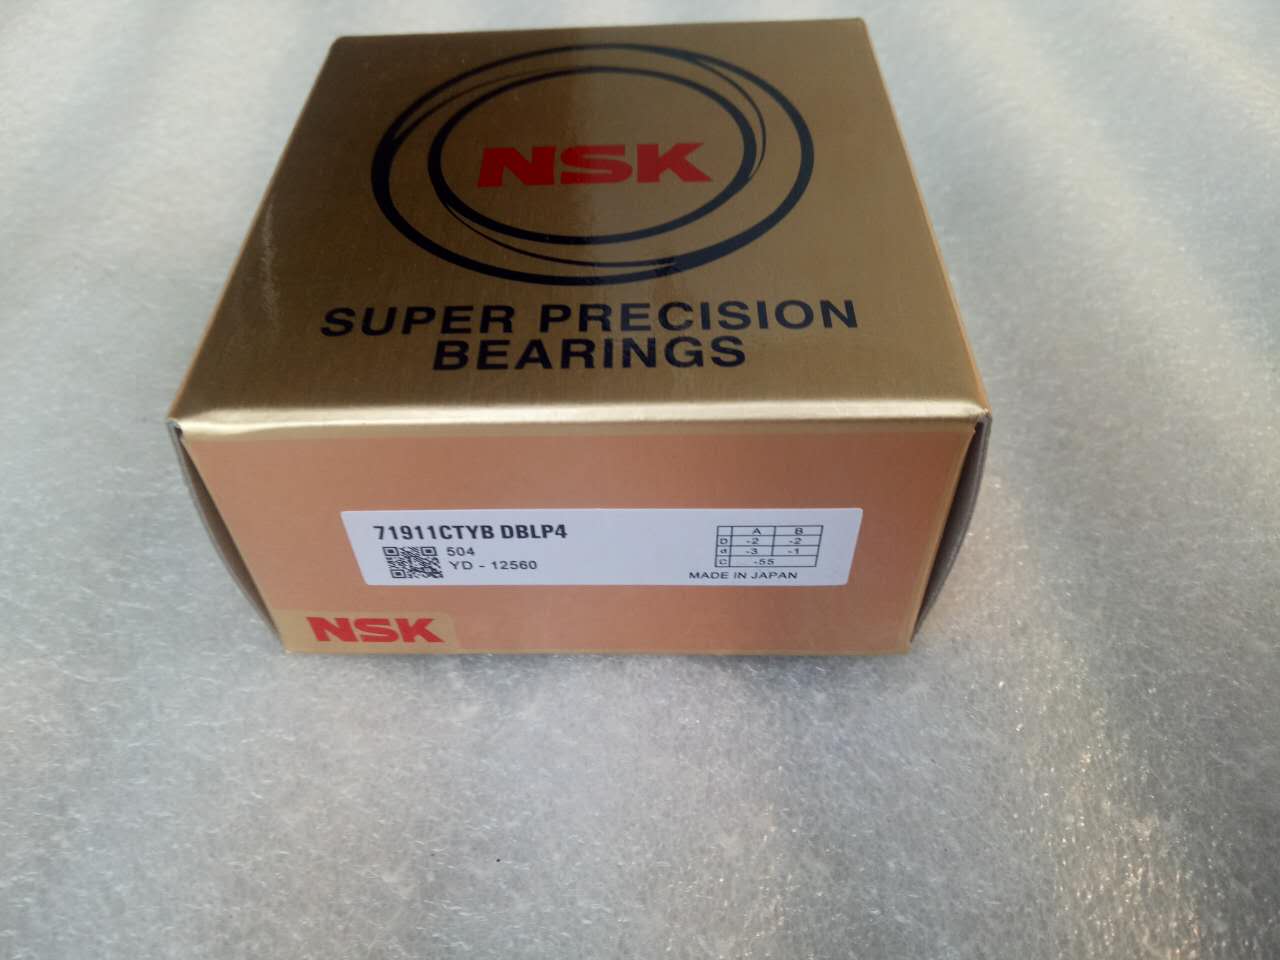 NSK
SUPER PRECISION
BEARINGS
71911CTYB DBLP4
504
YD - 12560
A B
D -2 -2
d -3 -1
C -55
MADE IN JAPAN
NSK